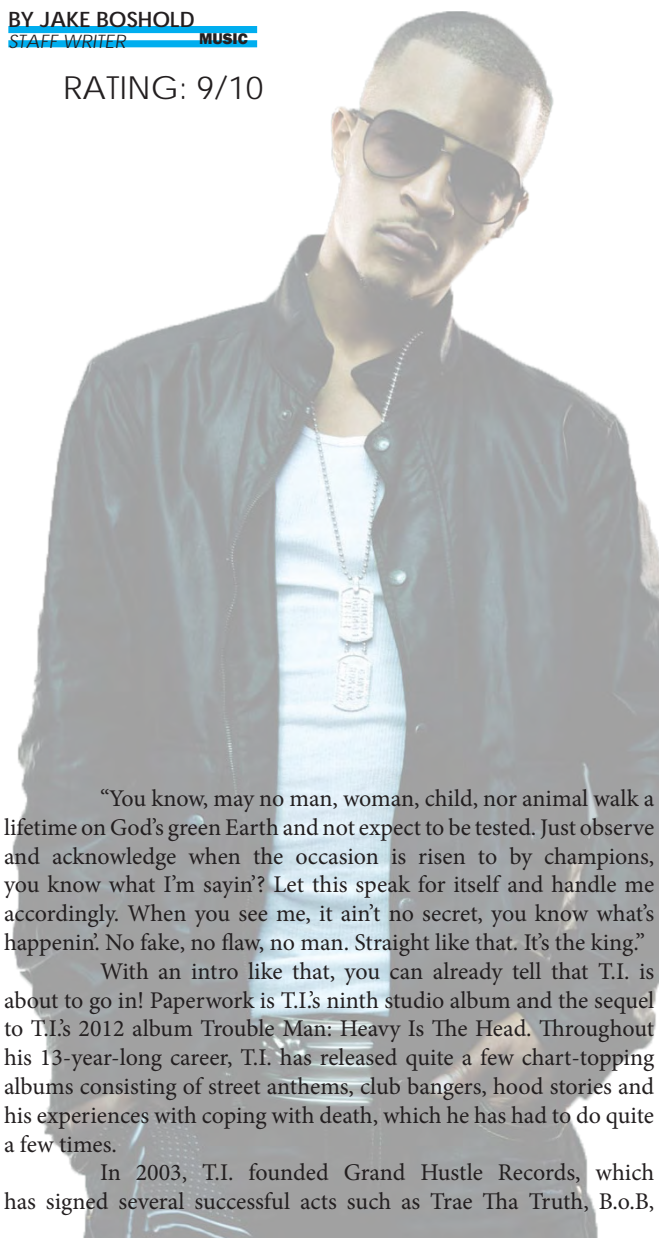 BY JAKE BOSHOLD
STAFF WRITER MUSIC
RATING: 9/10
“You know, may no man, woman, child, nor animal walk a
lifetime on God’s green Earth and not expect to be tested. Just observe
and acknowledge when the occasion is risen to by champions,
you know what I’m sayin’? Let this speak for itself and handle me
accordingly. When you see me, it ain’t no secret, you know what’s
happenin’. No fake, no flaw, no man. Straight like that. It’s the king.”
With an intro like that, you can already tell that T.I. is
about to go in! Paperwork is T.I.’s ninth studio album and the sequel
to T.I.’s 2012 album Trouble Man: Heavy Is The Head. Throughout
his 13-year-long career, T.I. has released quite a few chart-topping
albums consisting of street anthems, club bangers, hood stories and
his experiences with coping with death, which he has had to do quite
a few times.
In 2003, T.I. founded Grand Hustle Records, which
has signed several successful acts such as Trae Tha Truth, B.o.B,